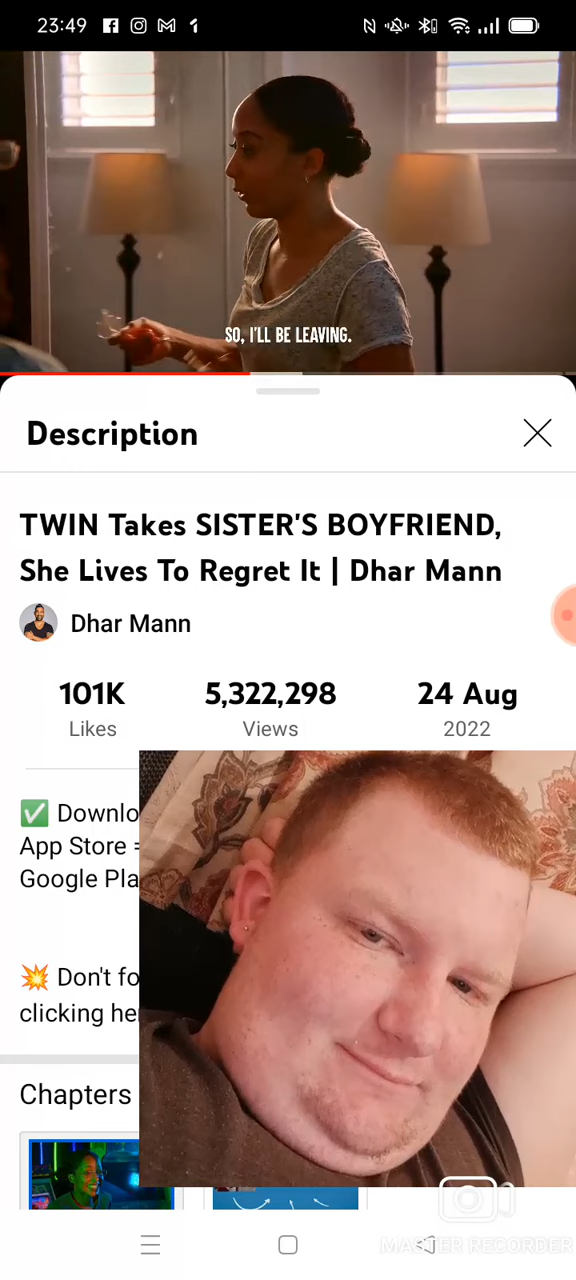 23:49
SO, I'LL BE LEAVING.
Description
TWIN Takes SISTER'S BOYFRIEND,
She Lives To Regret It | Dhar Mann
Dhar Mann
101K 5,322,298 24 Aug
Likes Views 2022
✅ Downlo
App Store =
Google Pla
💥 Don't fo
clicking he
Chapters
MASTER RECORDER